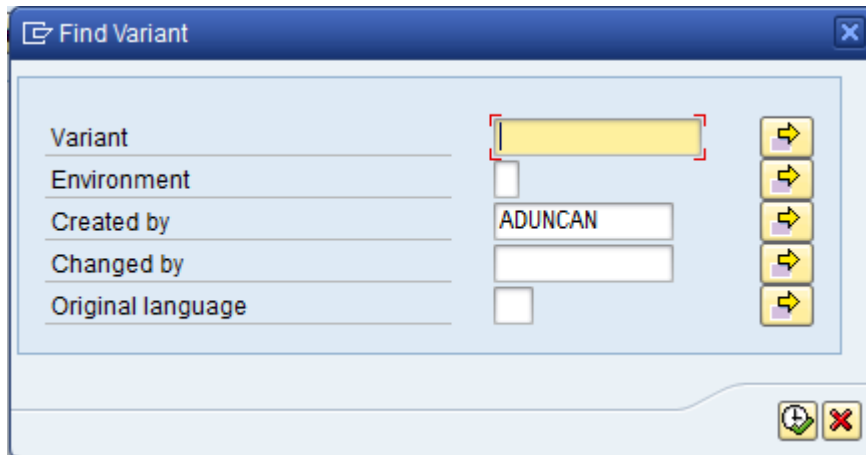 Find Variant
Variant
Environment
Created by ADUNCAN
Changed by
Original language